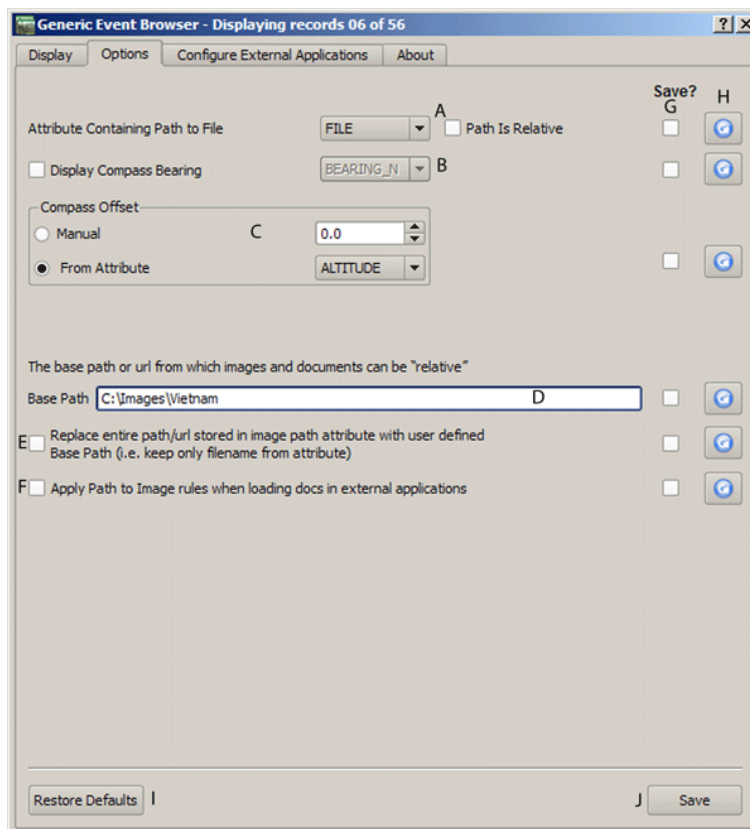 Generic Event Browser - Displaying records 06 of 56
Display Options Configure External Applications About
Save? H
A G
Attribute Containing Path to File FILE Path Is Relative
Display Compass Bearing BEARING_N B
Compass Offset
Manual C 0.0
From Attribute ALTITUDE
The base path or url from which images and documents can be "relative"
Base Path C:\Images\Vietnam D
E Replace entire path/url stored in image path attribute with user defined
Base Path (i.e. keep only filename from attribute)
F Apply Path to Image rules when loading docs in external applications
Restore Defaults I J Save